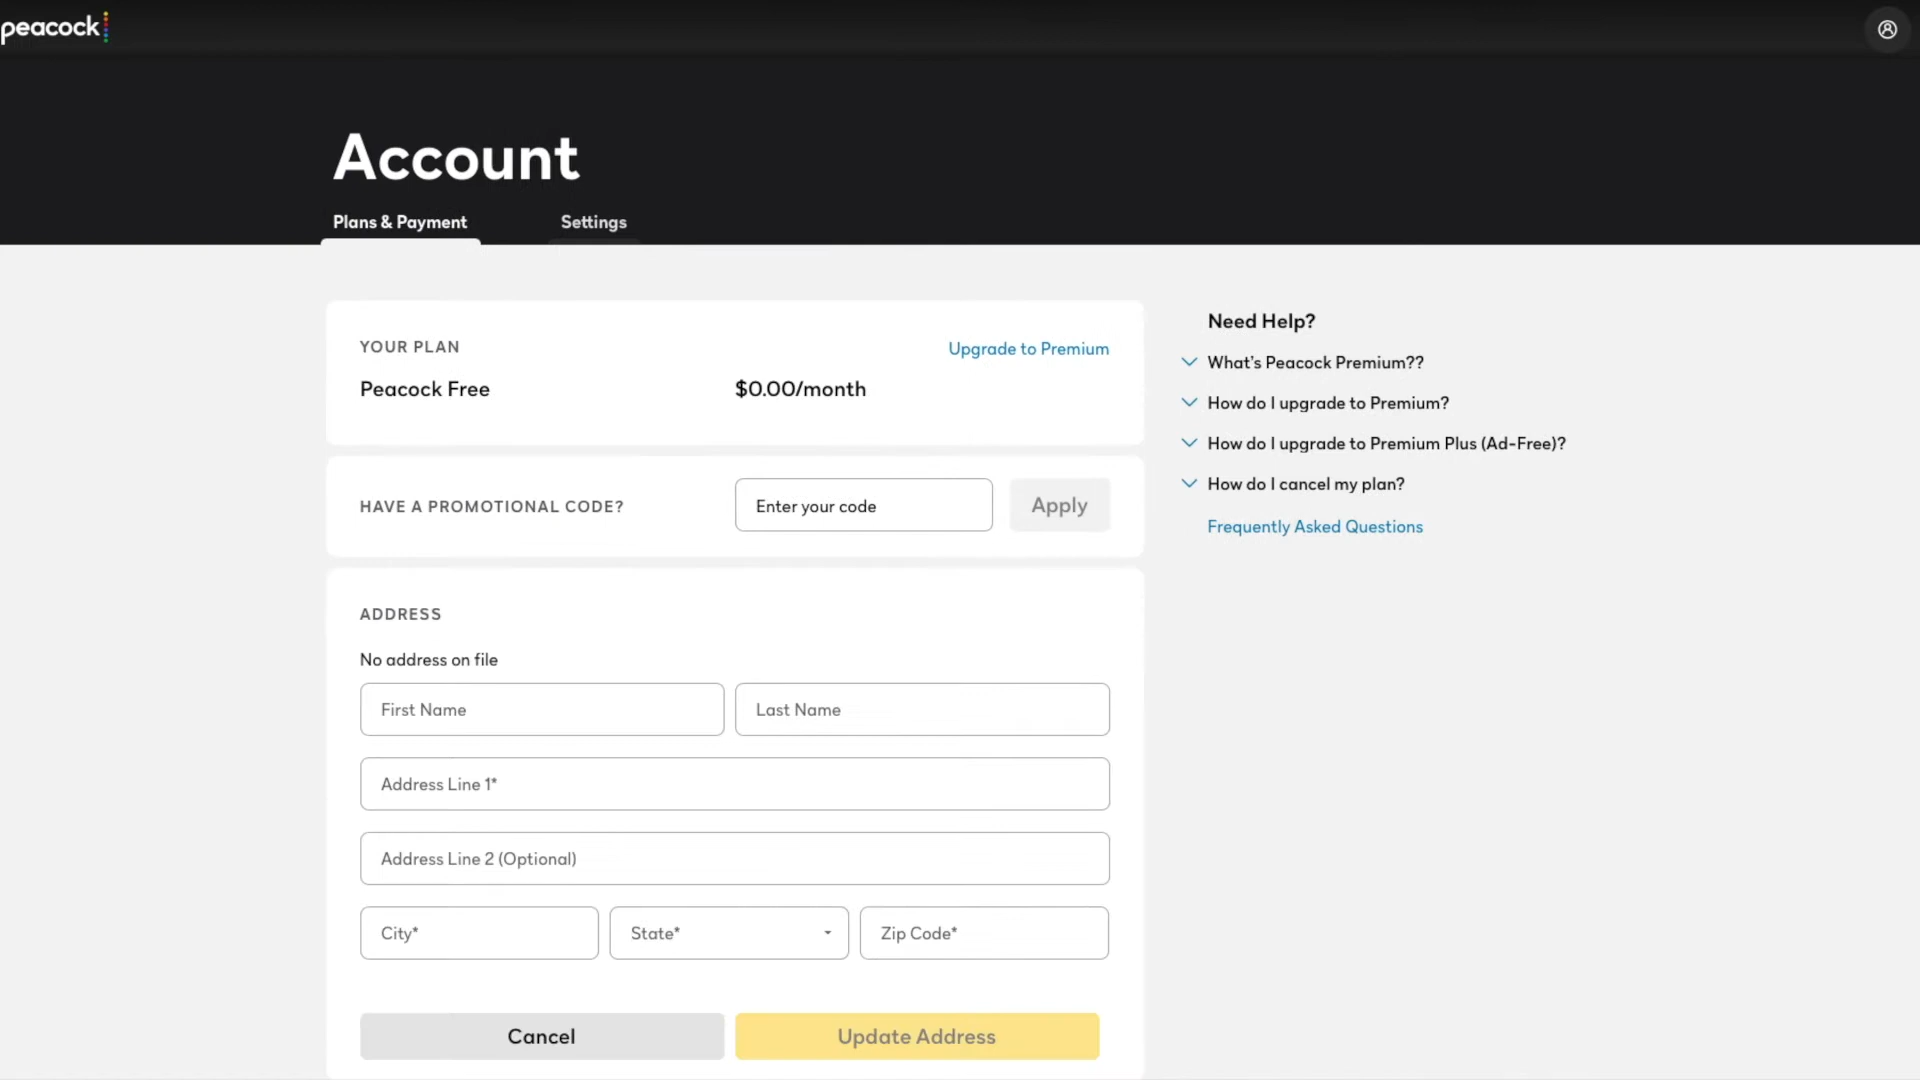 peacock
Account
Plans & Payment
Settings
YOUR PLAN
Upgrade to Premium
Peacock Free
$0.00/month
HAVE A PROMOTIONAL CODE?
Enter your code
Apply
ADDRESS
No address on file
First Name
Last Name
Address Line 1*
Address Line 2 (Optional)
City*
State*
Zip Code*
Cancel
Update Address
Need Help?
What's Peacock Premium??
How do I upgrade to Premium?
How do I upgrade to Premium Plus (Ad-Free)?
How do I cancel my plan?
Frequently Asked Questions